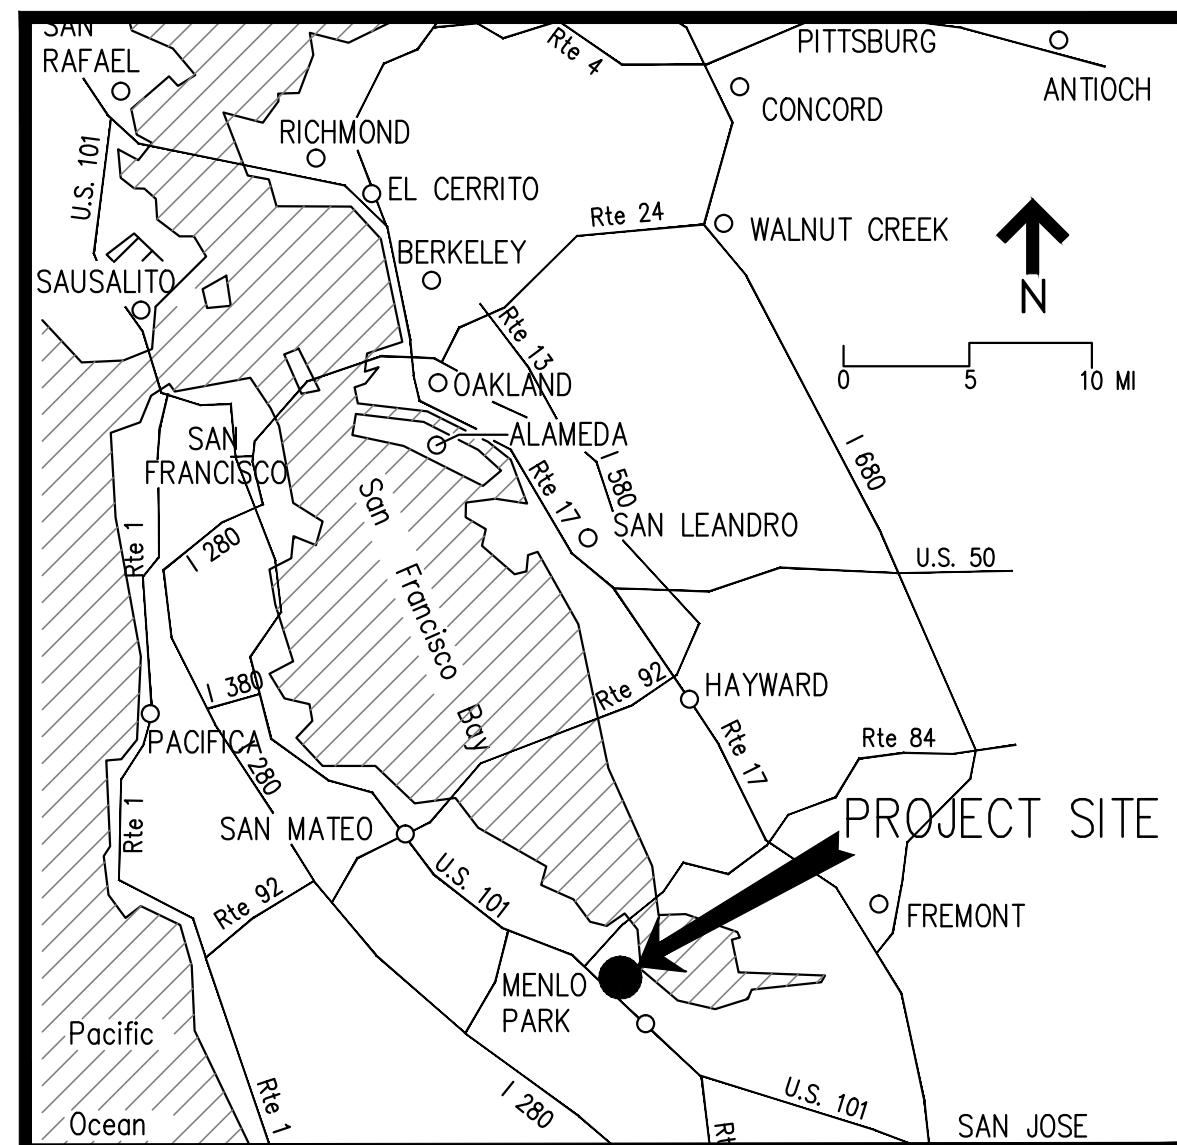 SAN
RAFAEL
Rte 4
PITTSBURG
ANTIOCH
CONCORD
RICHMOND
U.S. 101
EL CERRITO
Rte 24
WALNUT CREEK
BERKELEY
SAUSALITO
N
Rte 13
0 5 10 MI
OAKLAND
ALAMEDA
SAN
FRANCISCO
I 680
I 580
Rte 17
San
Francisco
Bay
SAN LEANDRO
Rte 1
I 280
U.S. 50
I 380
Rte 92
HAYWARD
PACIFICA
Rte 17
Rte 84
I 280
Rte 1
SAN MATEO
PROJECT SITE
U.S. 101
Rte 92
FREMONT
MENLO
PARK
Pacific
Ocean
Rte 1
I 280
U.S. 101
SAN JOSE